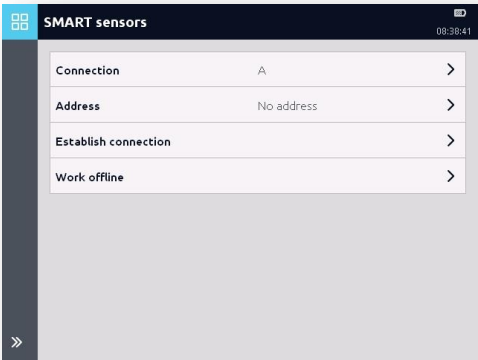 SMART sensors
08:38:41
Connection A
Address No address
Establish connection
Work offline